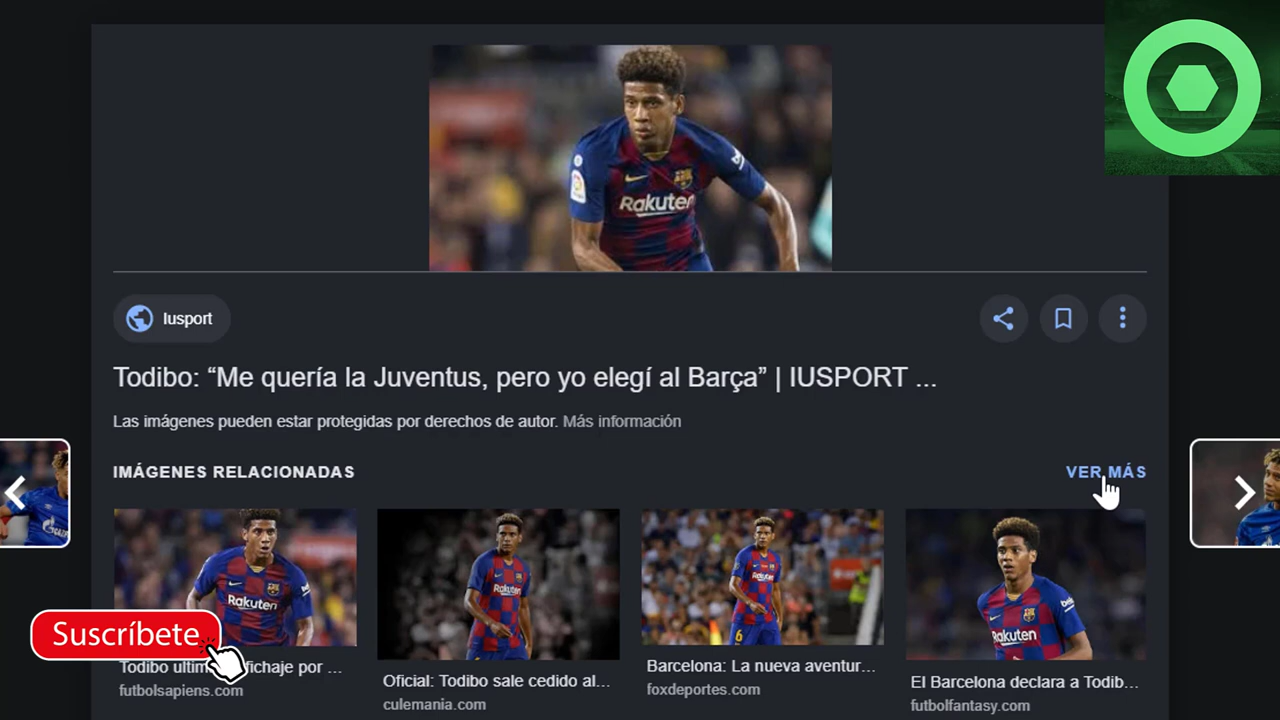 Rakuten
Iusport
Todibo: “Me quería la Juventus, pero yo elegí al Barça” | IUSPORT ...
Las imágenes pueden estar protegidas por derechos de autor. Más información
IMÁGENES RELACIONADAS
VER MÁS
Rakuten
Rakuten
Rakuten
6
Rakuten
Suscríbete
Todibo fichaje por ...
futbolsapiens.com
Oficial: Todibo sale cedido al...
culemania.com
Barcelona: La nueva aventur...
foxdeportes.com
El Barcelona declara a Todib...
futbolfantasy.com